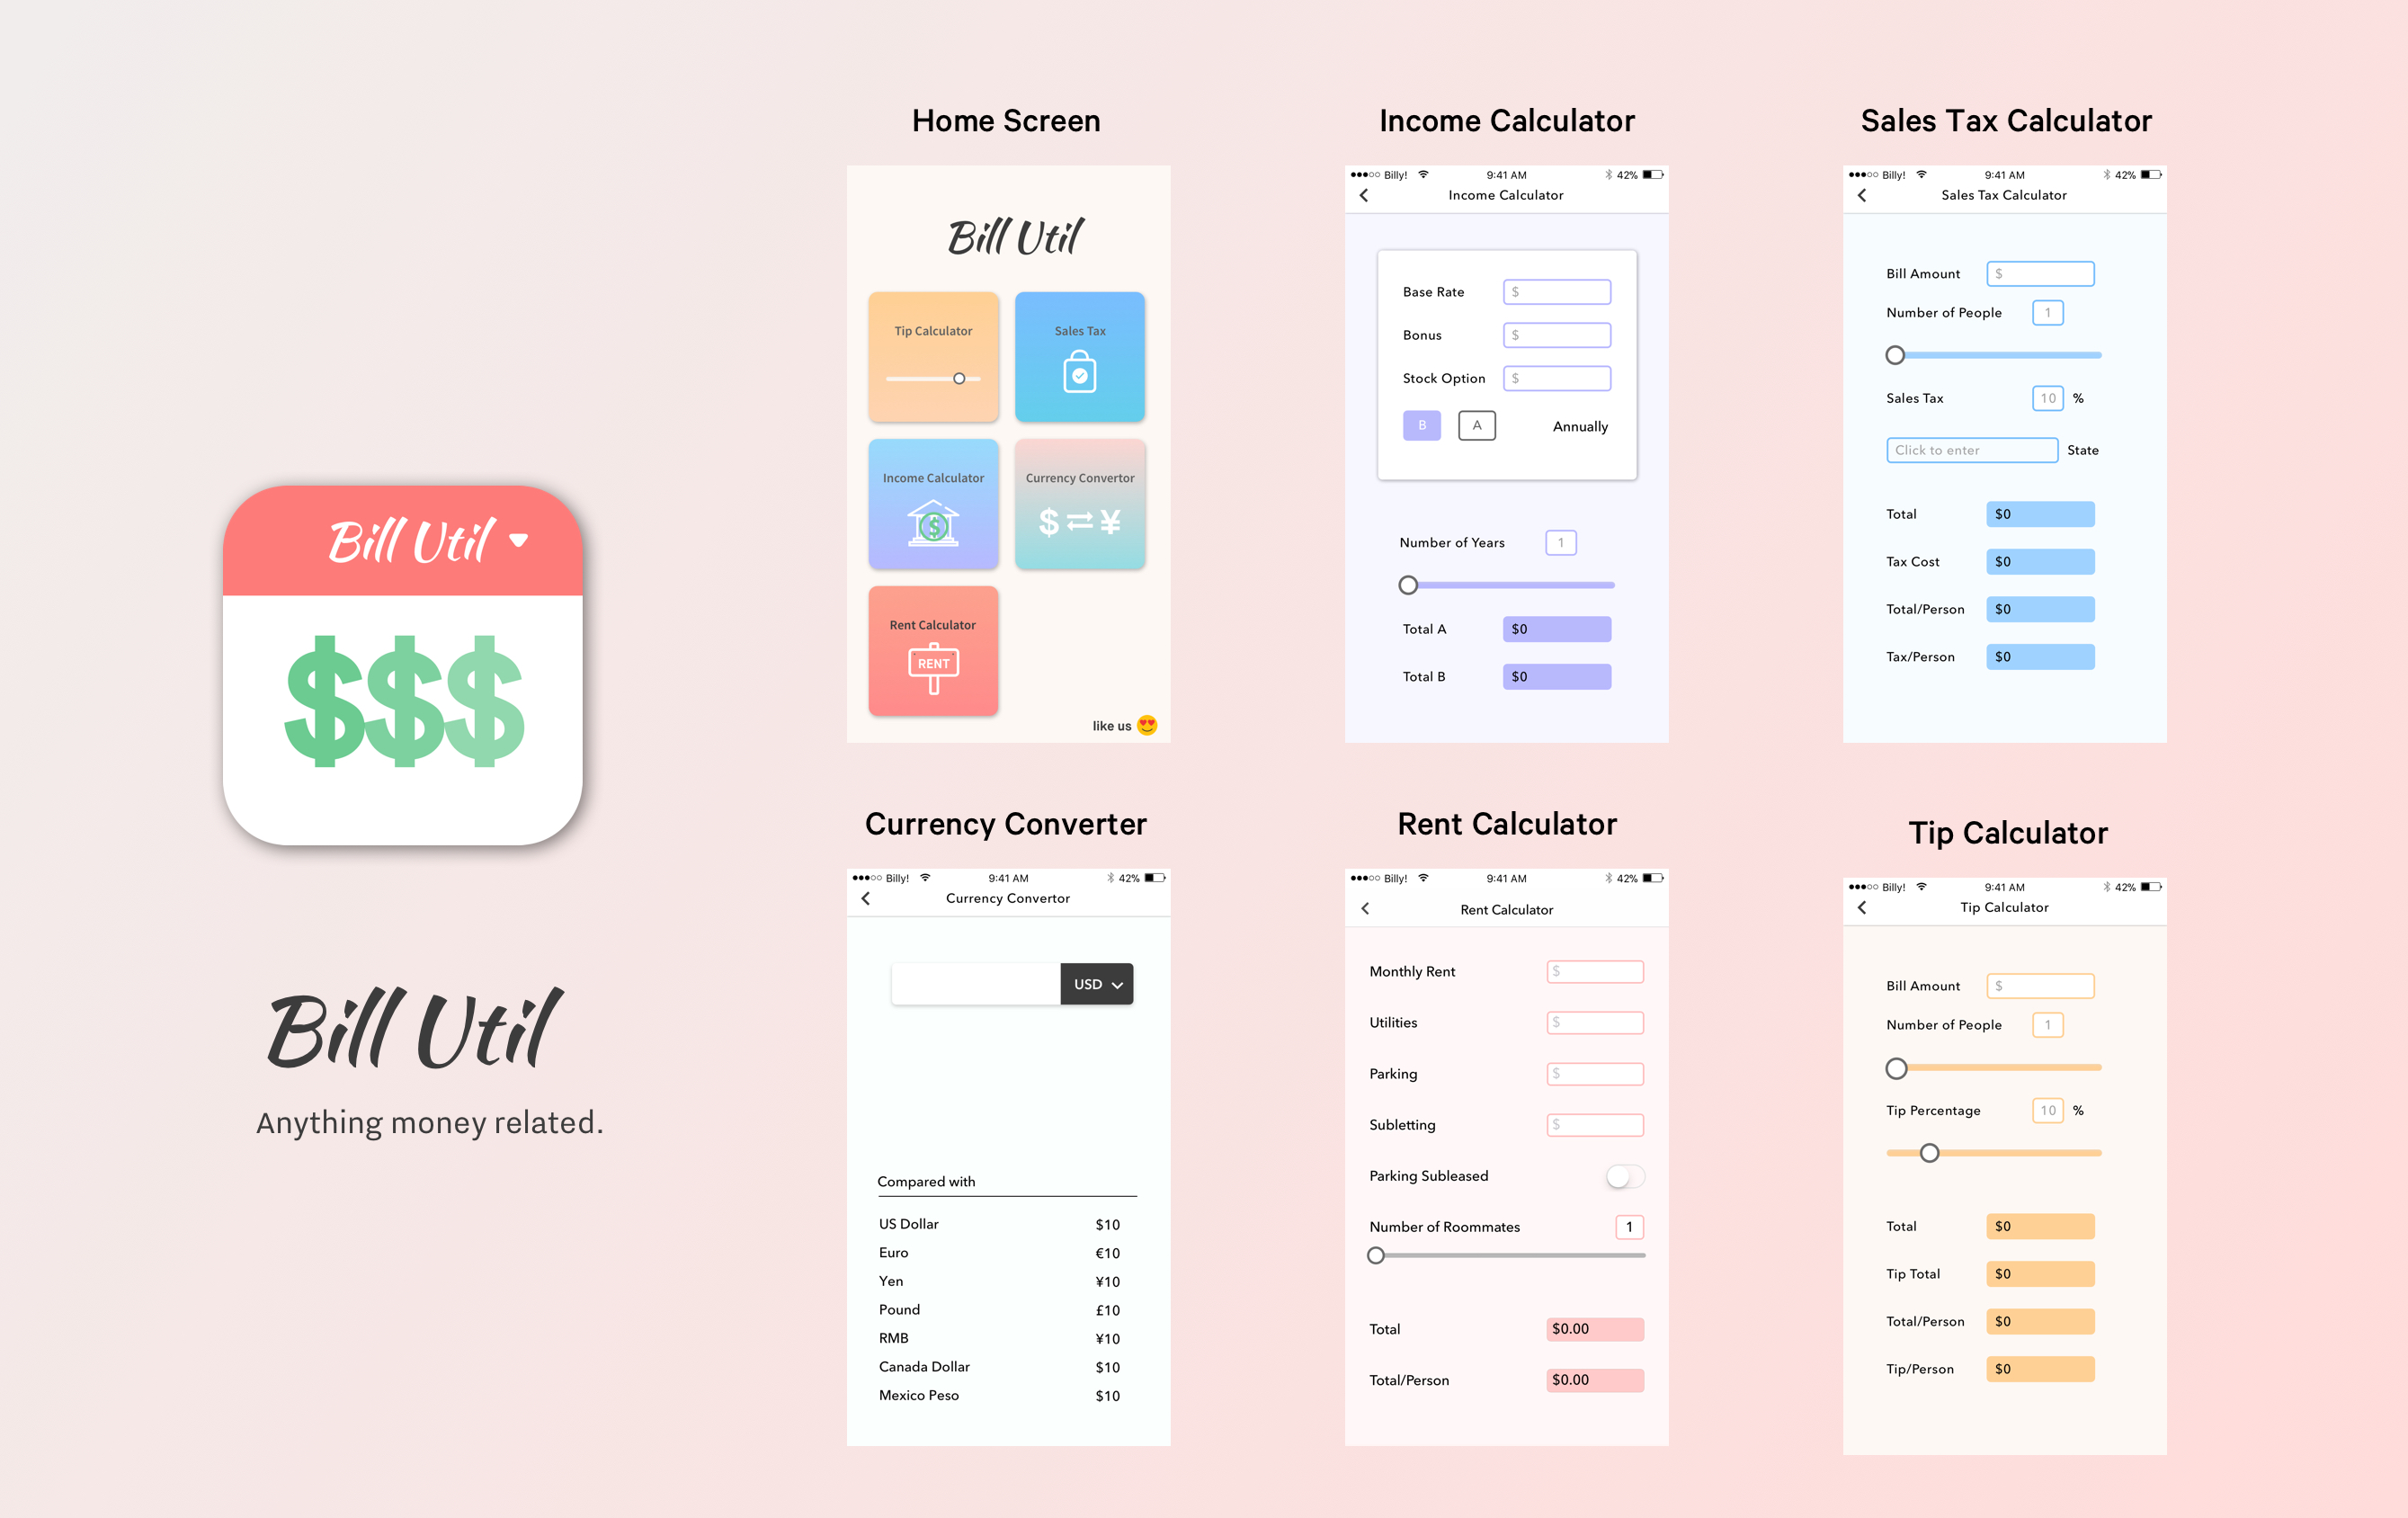 Bill Util
$$$
Bill Util
Anything money related.
Home Screen
Bill Util
Tip Calculator
Sales Tax
Income Calculator
$
Currency Convertor
$ ⇄ ¥
Rent Calculator
RENT
like us 😍
Income Calculator
Billy! 9:41 AM 42%
Income Calculator
Base Rate $
Bonus $
Stock Option $
B A Annually
Number of Years 1
Total A $0
Total B $0
Sales Tax Calculator
Billy! 9:41 AM 42%
Sales Tax Calculator
Bill Amount $
Number of People 1
Sales Tax 10 %
Click to enter State
Total $0
Tax Cost $0
Total/Person $0
Tax/Person $0
Currency Converter
Billy! 9:41 AM 42%
Currency Convertor
USD
Compared with
US Dollar $10
Euro €10
Yen ¥10
Pound £10
RMB ¥10
Canada Dollar $10
Mexico Peso $10
Rent Calculator
Billy! 9:41 AM 42%
Rent Calculator
Monthly Rent $
Utilities $
Parking $
Subletting $
Parking Subleased
Number of Roommates 1
Total $0.00
Total/Person $0.00
Tip Calculator
Billy! 9:41 AM 42%
Tip Calculator
Bill Amount $
Number of People 1
Tip Percentage 10 %
Total $0
Tip Total $0
Total/Person $0
Tip/Person $0